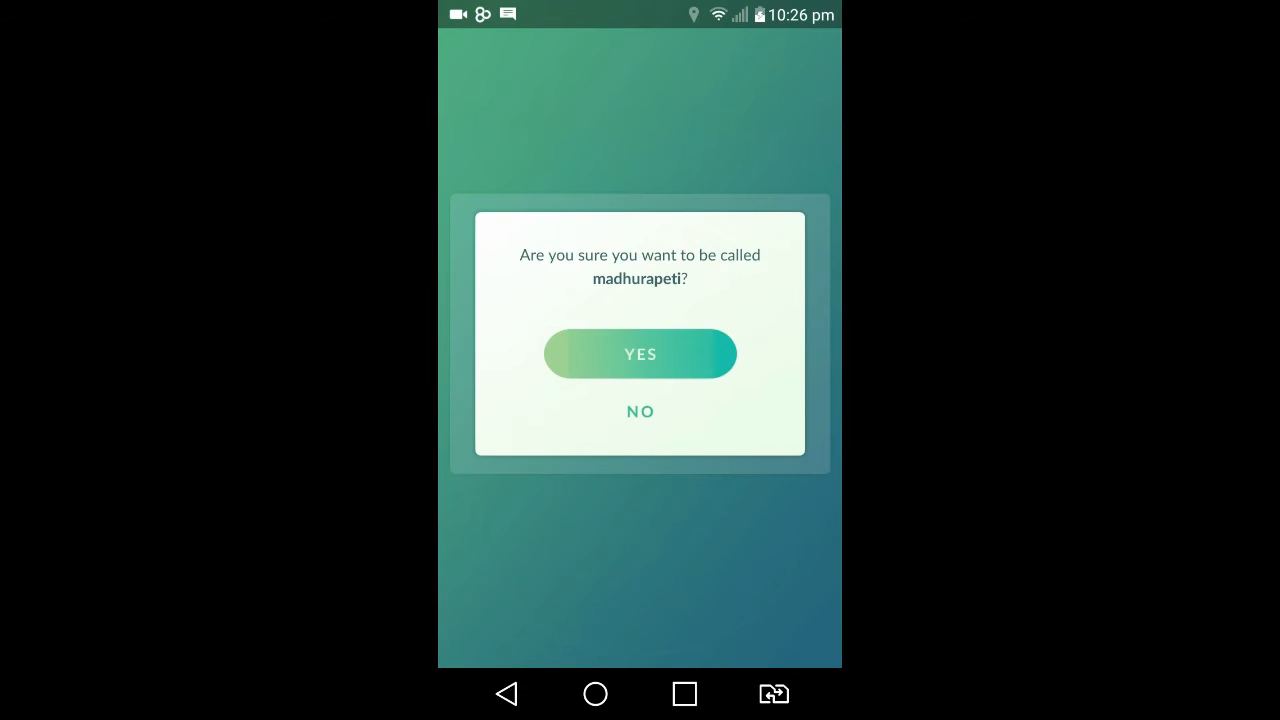 10:26 pm
Are you sure you want to be called
madhurapeti?
YES
NO